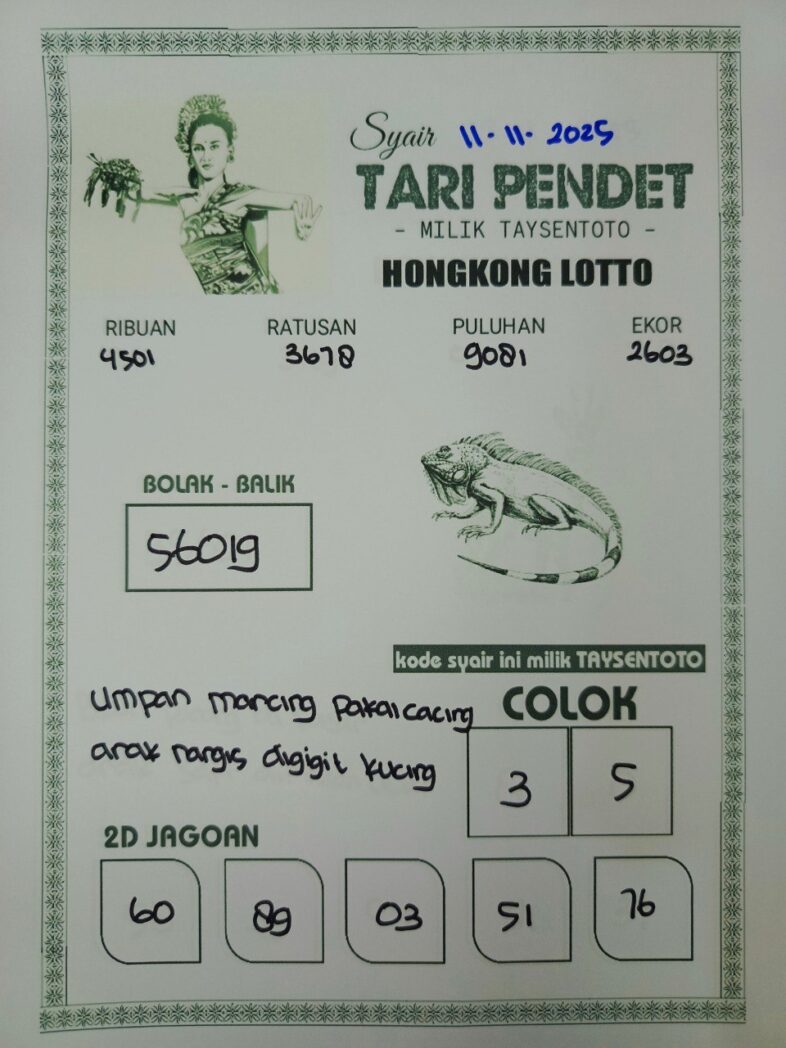 Syair 11.11.2025
TARI PENDET
- MILIK TAYSENTOTO -
HONGKONG LOTTO
RIBUAN RATUSAN PULUHAN EKOR
4501 3678 9081 2603
BOLAK - BALIK
56019
kode syair ini milik TAYSENTOTO
umpan mancing pakai cacing
anak nangis digigit kucing
COLOK
3 5
2D JAGOAN
60 89 03 51 76